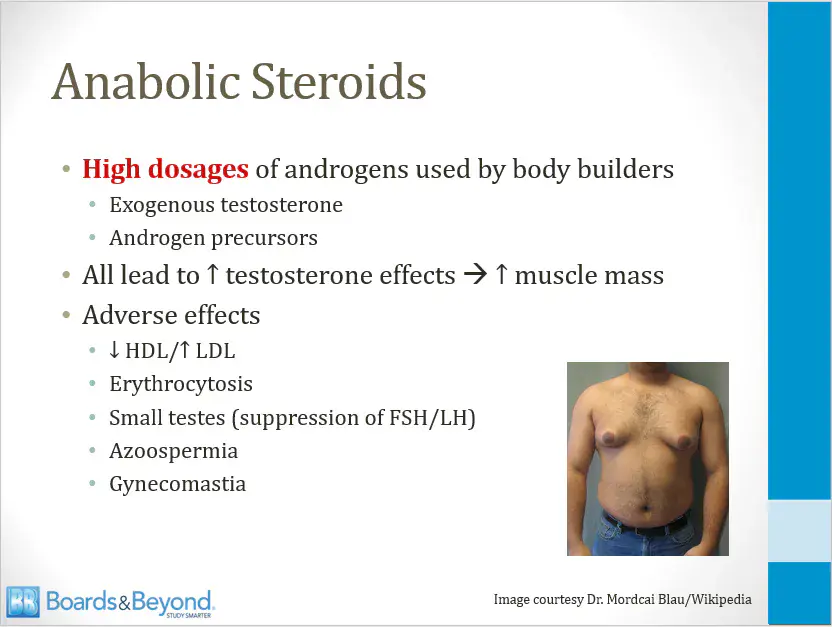 Anabolic Steroids
• High dosages of androgens used by body builders
• Exogenous testosterone
• Androgen precursors
• All lead to ↑ testosterone effects → ↑ muscle mass
• Adverse effects
• ↓ HDL/↑ LDL
• Erythrocytosis
• Small testes (suppression of FSH/LH)
• Azoospermia
• Gynecomastia
BB Boards&Beyond.
STUDY SMARTER
Image courtesy Dr. Mordcai Blau/Wikipedia